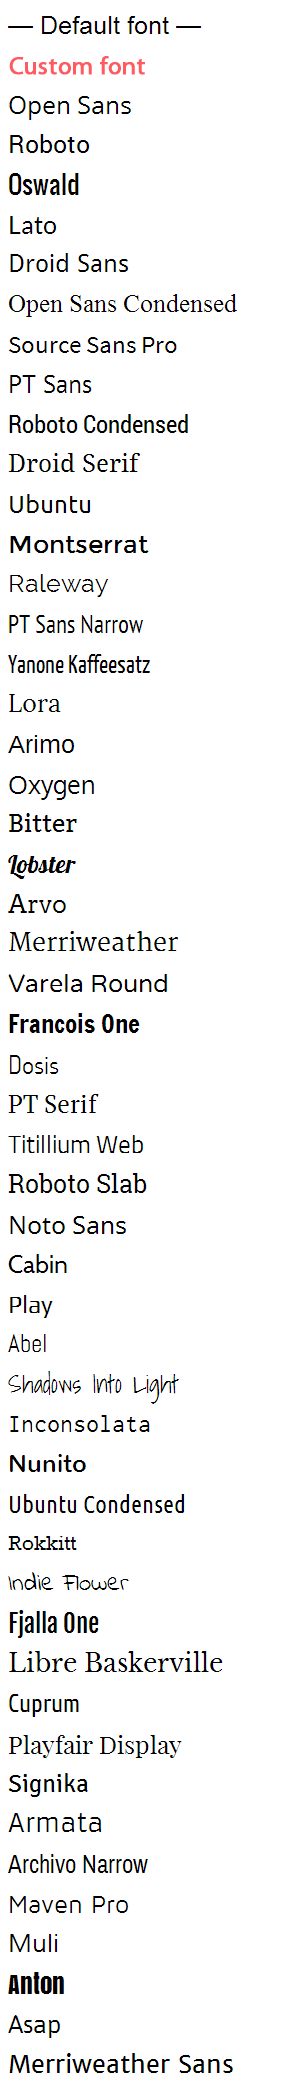 — Default font —
Custom font
Open Sans
Roboto
Oswald
Lato
Droid Sans
Open Sans Condensed
Source Sans Pro
PT Sans
Roboto Condensed
Droid Serif
Ubuntu
Montserrat
Raleway
PT Sans Narrow
Yanone Kaffeesatz
Lora
Arimo
Oxygen
Bitter
Lobster
Arvo
Merriweather
Varela Round
Francois One
Dosis
PT Serif
Titillium Web
Roboto Slab
Noto Sans
Cabin
Play
Abel
Shadows Into Light
Inconsolata
Nunito
Ubuntu Condensed
Rokkitt
Indie Flower
Fjalla One
Libre Baskerville
Cuprum
Playfair Display
Signika
Armata
Archivo Narrow
Maven Pro
Muli
Anton
Asap
Merriweather Sans